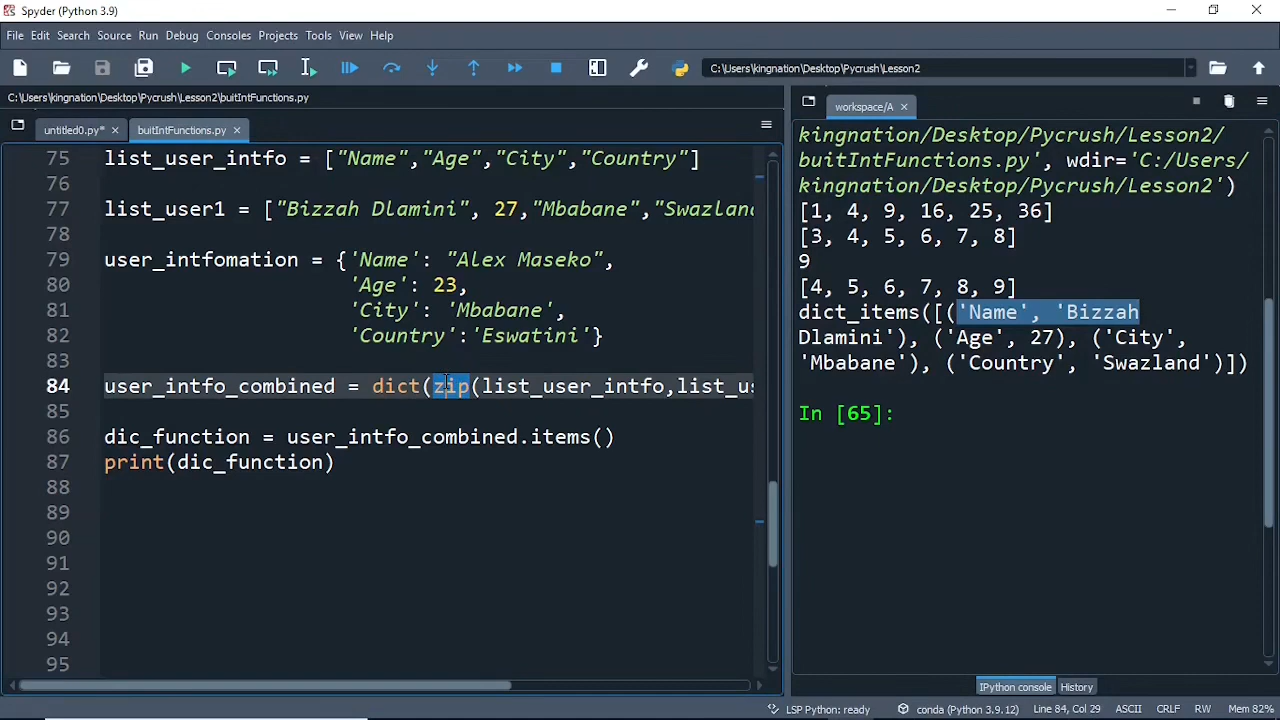 Spyder (Python 3.9)
File Edit Search Source Run Debug Consoles Projects Tools View Help
C:\Users\kingnation\Desktop\Pycrush\Lesson2
C:\Users\kingnation\Desktop\Pycrush\Lesson2\buitIntFunctions.py
untitled0.py*
buitIntFunctions.py
75 list_user_intfo = ["Name","Age","City","Country"]
76
77 list_user1 = ["Bizzah Dlamini", 27,"Mbabane","Swazland
78
79 user_intfomation = {'Name': "Alex Maseko",
80 'Age': 23,
81 'City': 'Mbabane',
82 'Country':'Eswatini'}
83
84 user_intfo_combined = dict(zip(list_user_intfo,list_us
85
86 dic_function = user_intfo_combined.items()
87 print(dic_function)
88
89
90
91
92
93
94
95
workspace/A
kingnation/Desktop/Pycrush/Lesson2/
buitIntFunctions.py', wdir='C:/Users/
kingnation/Desktop/Pycrush/Lesson2')
[1, 4, 9, 16, 25, 36]
[3, 4, 5, 6, 7, 8]
9
[4, 5, 6, 7, 8, 9]
dict_items([('Name', 'Bizzah
Dlamini'), ('Age', 27), ('City',
'Mbabane'), ('Country', 'Swazland')])
In [65]:
IPython console History
LSP Python: ready conda (Python 3.9.12) Line 84, Col 29 ASCII CRLF RW Mem 82%